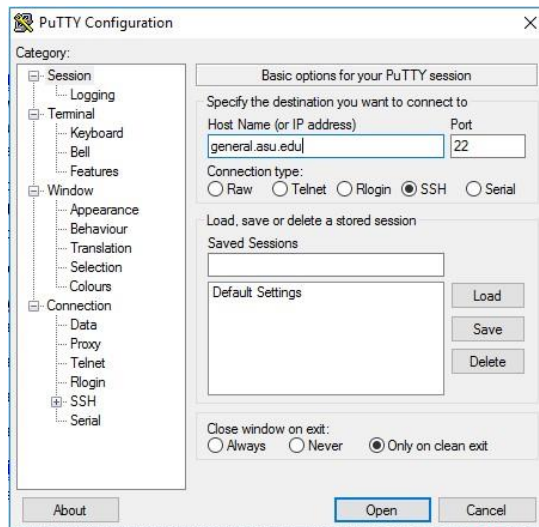 PuTTY Configuration
Category:
Session
Logging
Terminal
Keyboard
Bell
Features
Window
Appearance
Behaviour
Translation
Selection
Colours
Connection
Data
Proxy
Telnet
Rlogin
SSH
Serial
Basic options for your PuTTY session
Specify the destination you want to connect to
Host Name (or IP address) Port
general.asu.edu 22
Connection type:
Raw Telnet Rlogin SSH Serial
Load, save or delete a stored session
Saved Sessions
Default Settings
Load
Save
Delete
Close window on exit:
Always Never Only on clean exit
About Open Cancel